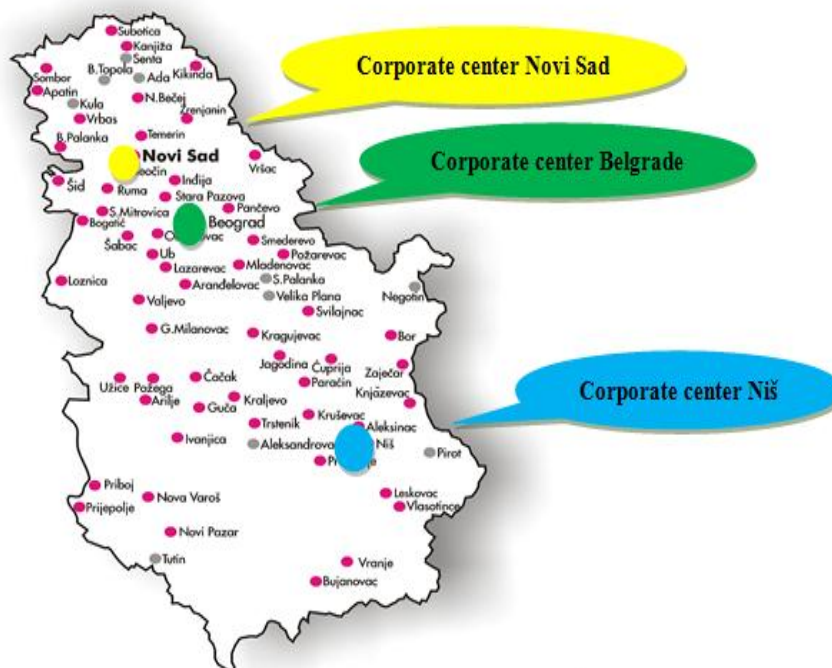 Subotica
Kanjiža
Senta
B.Topola
Ada
Kikinda
Sombor
Apatin
Kula
N.Bečej
Vrbas
Zrenjanin
Corporate center Novi Sad
B.Palanka
Temerin
Novi Sad
Vršac
Corporate center Belgrade
Šid
Ruma
Inđija
Stara Pazova
S.Mitrovica
Pančevo
Bogatić
Beograd
Šabac
Smederevo
Ub
Požarevac
Lazarevac
Mladenovac
Loznica
Aranđelovac
S.Palanka
Velika Plana
Negotin
Valjevo
Svilajnac
G.Milanovac
Kragujevac
Bor
Jagodina
Ćuprija
Zaječar
Užice
Požega
Čačak
Paraćin
Knjaževac
Corporate center Niš
Arilje
Guča
Kraljevo
Kruševac
Trstenik
Aleksinac
Ivanjica
Niš
Pirot
Priboj
Nova Varoš
Leskovac
Prijepolje
Vlasotince
Novi Pazar
Tutin
Vranje
Bujanovac